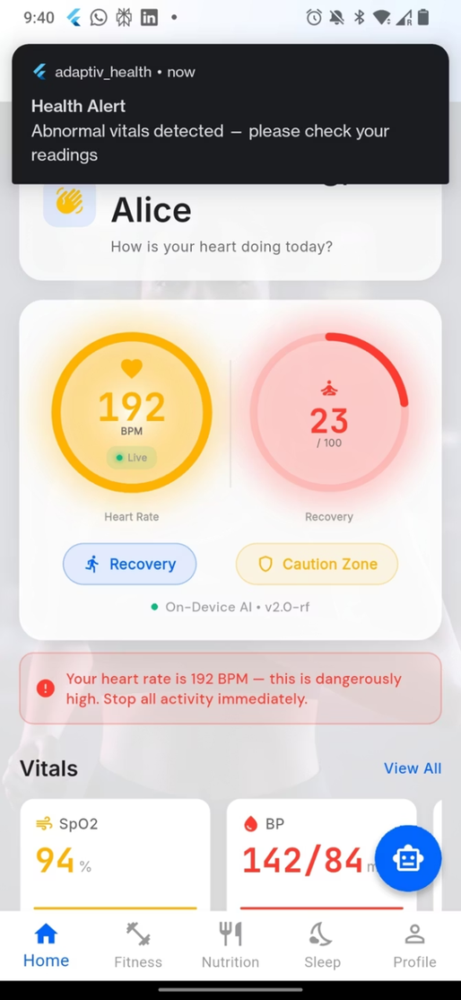 9:40
R
adaptiv_health • now
Health Alert
Abnormal vitals detected — please check your
readings
Alice
How is your heart doing today?
192
BPM
Live
Heart Rate
23
/ 100
Recovery
Recovery
Caution Zone
On-Device AI • v2.0-rf
Your heart rate is 192 BPM — this is dangerously
high. Stop all activity immediately.
Vitals
View All
SpO2
94 %
BP
142/84
Home
Fitness
Nutrition
Sleep
Profile